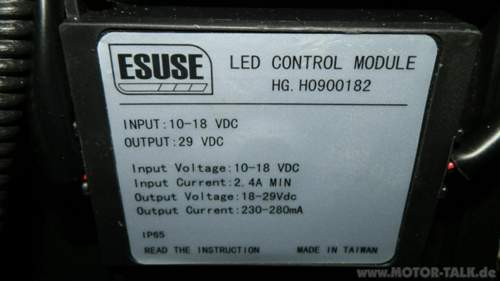 ESUSE
LED CONTROL MODULE
HG. H0900182
INPUT:10-18 VDC
OUTPUT:29 VDC
Input Voltage:10-18 VDC
Input Current:2.4A MIN
Output Voltage:18-29Vdc
Output Current:230-280mA
IP65
READ THE INSTRUCTION MADE IN TAIWAN
www.MOTOR-TALK.de